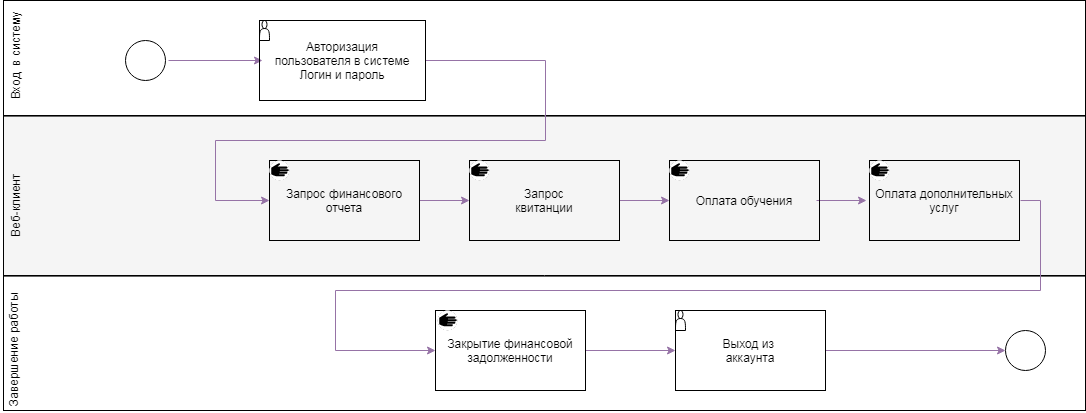 Вход в систему
Авторизация
пользователя в системе
Логин и пароль
Веб-клиент
Запрос финансового
отчета
Запрос
квитанции
Оплата обучения
Оплата дополнительных
услуг
Завершение работы
Закрытие финансовой
задолженности
Выход из
аккаунта